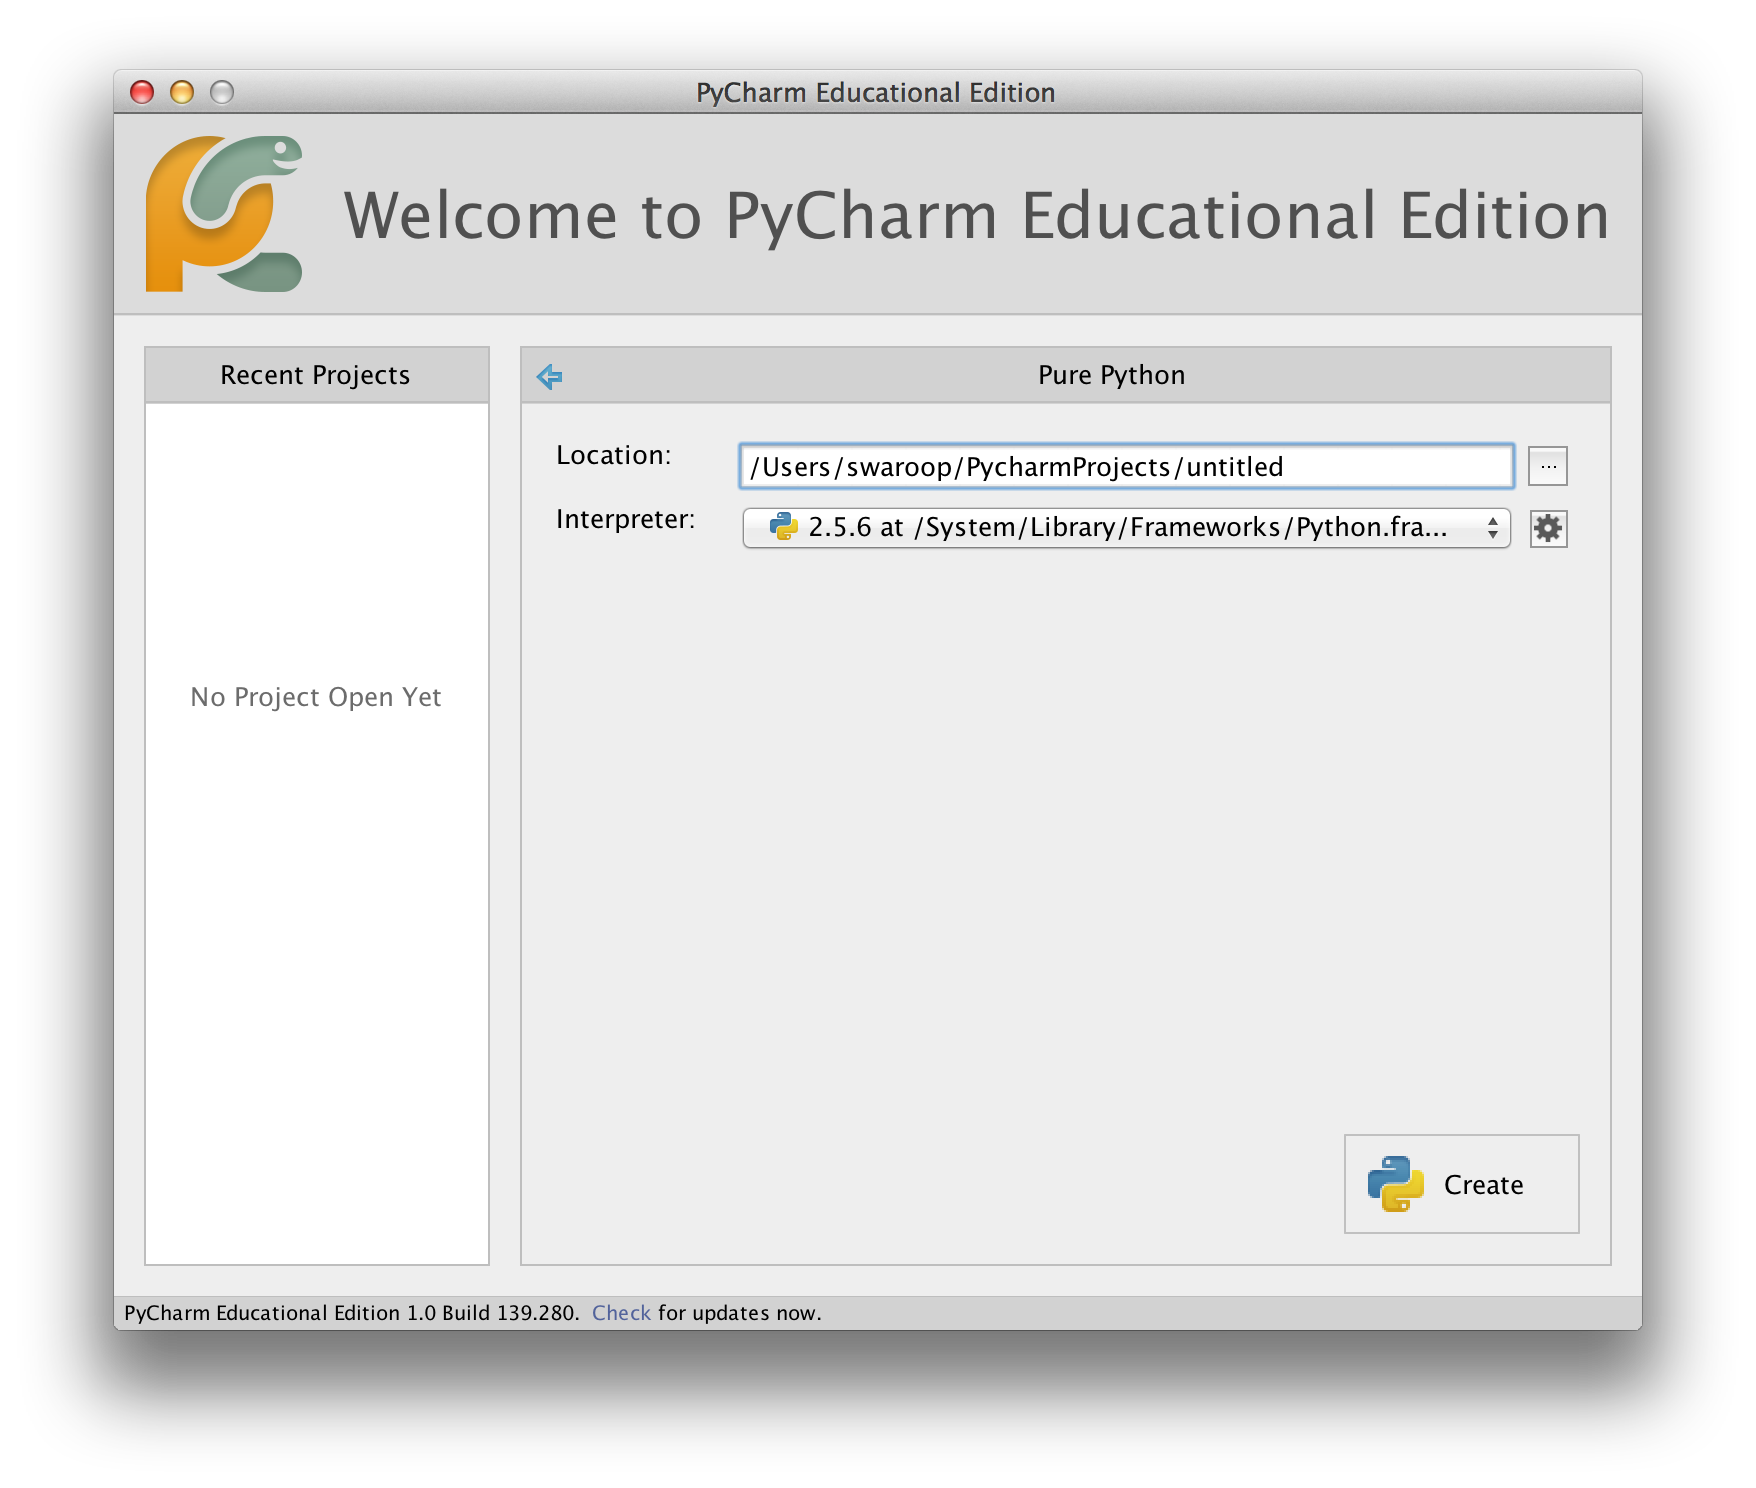 PyCharm Educational Edition
Welcome to PyCharm Educational Edition
Recent Projects
No Project Open Yet
Pure Python
Location:
/Users/swaroop/PycharmProjects/untitled
...
Interpreter:
2.5.6 at /System/Library/Frameworks/Python.fra...
Create
PyCharm Educational Edition 1.0 Build 139.280. Check for updates now.